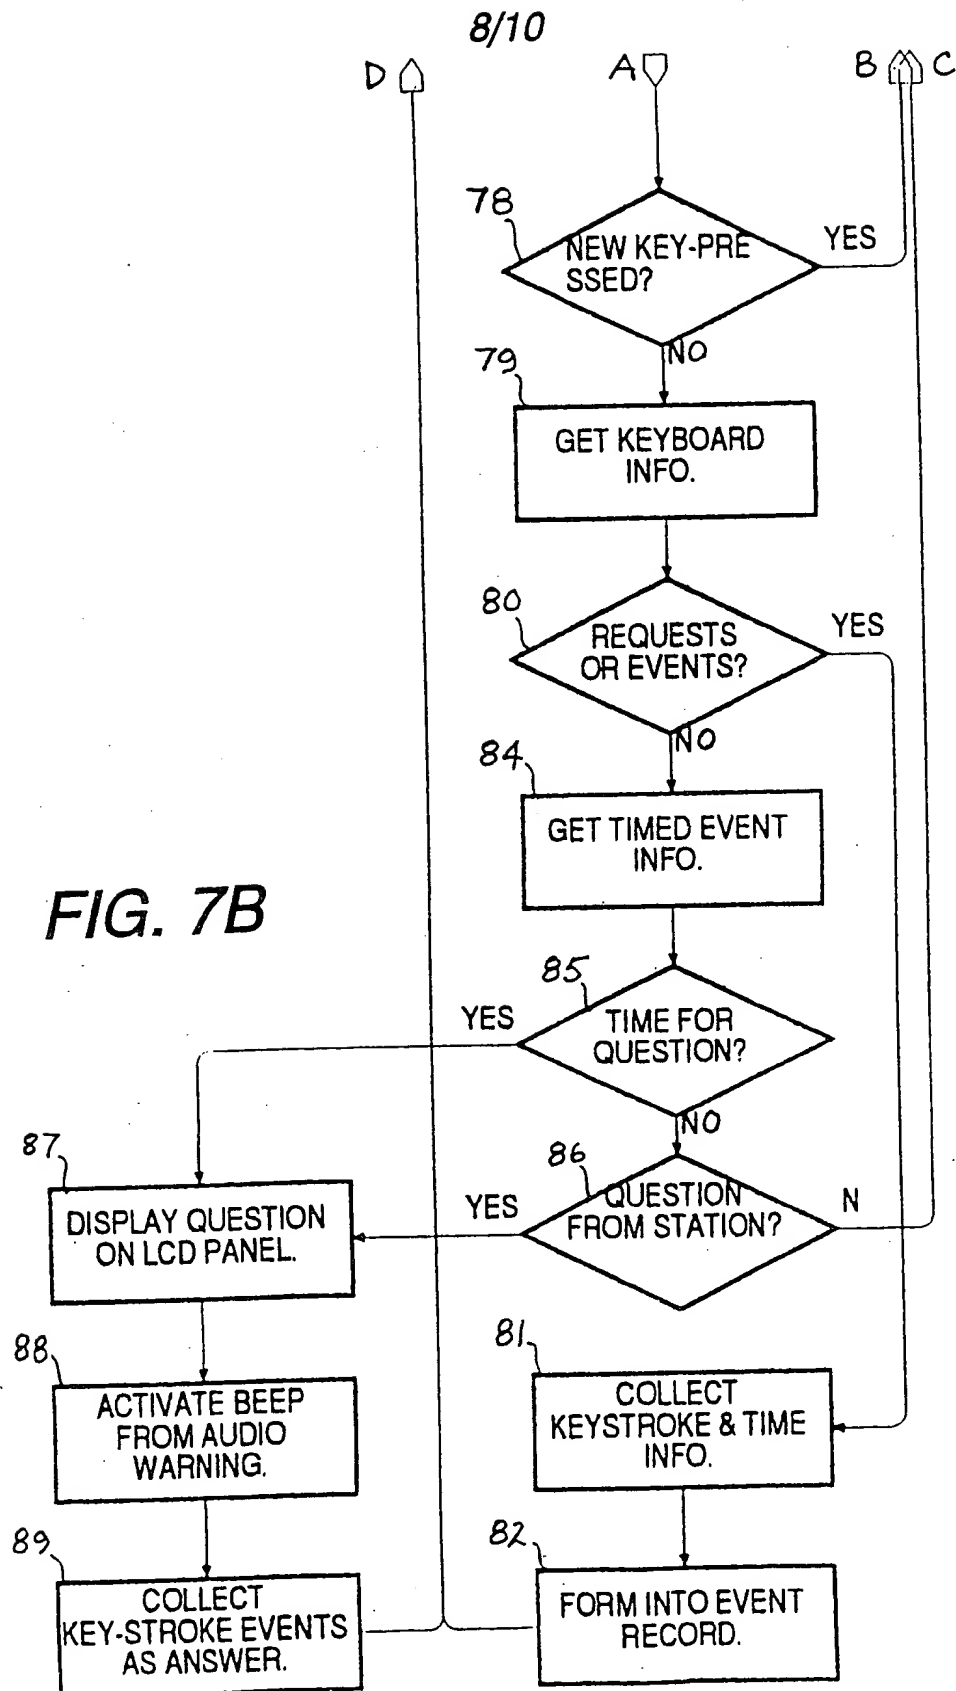 8/10
D
A
B
C
78
NEW KEY-PRE
SSED?
YES
NO
79
GET KEYBOARD
INFO.
80
REQUESTS
OR EVENTS?
YES
NO
84
GET TIMED EVENT
INFO.
FIG. 7B
85
TIME FOR
QUESTION?
YES
NO
86
QUESTION
FROM STATION?
YES
N
87
DISPLAY QUESTION
ON LCD PANEL.
88
ACTIVATE BEEP
FROM AUDIO
WARNING.
81
COLLECT
KEYSTROKE & TIME
INFO.
89
COLLECT
KEY-STROKE EVENTS
AS ANSWER.
82
FORM INTO EVENT
RECORD.